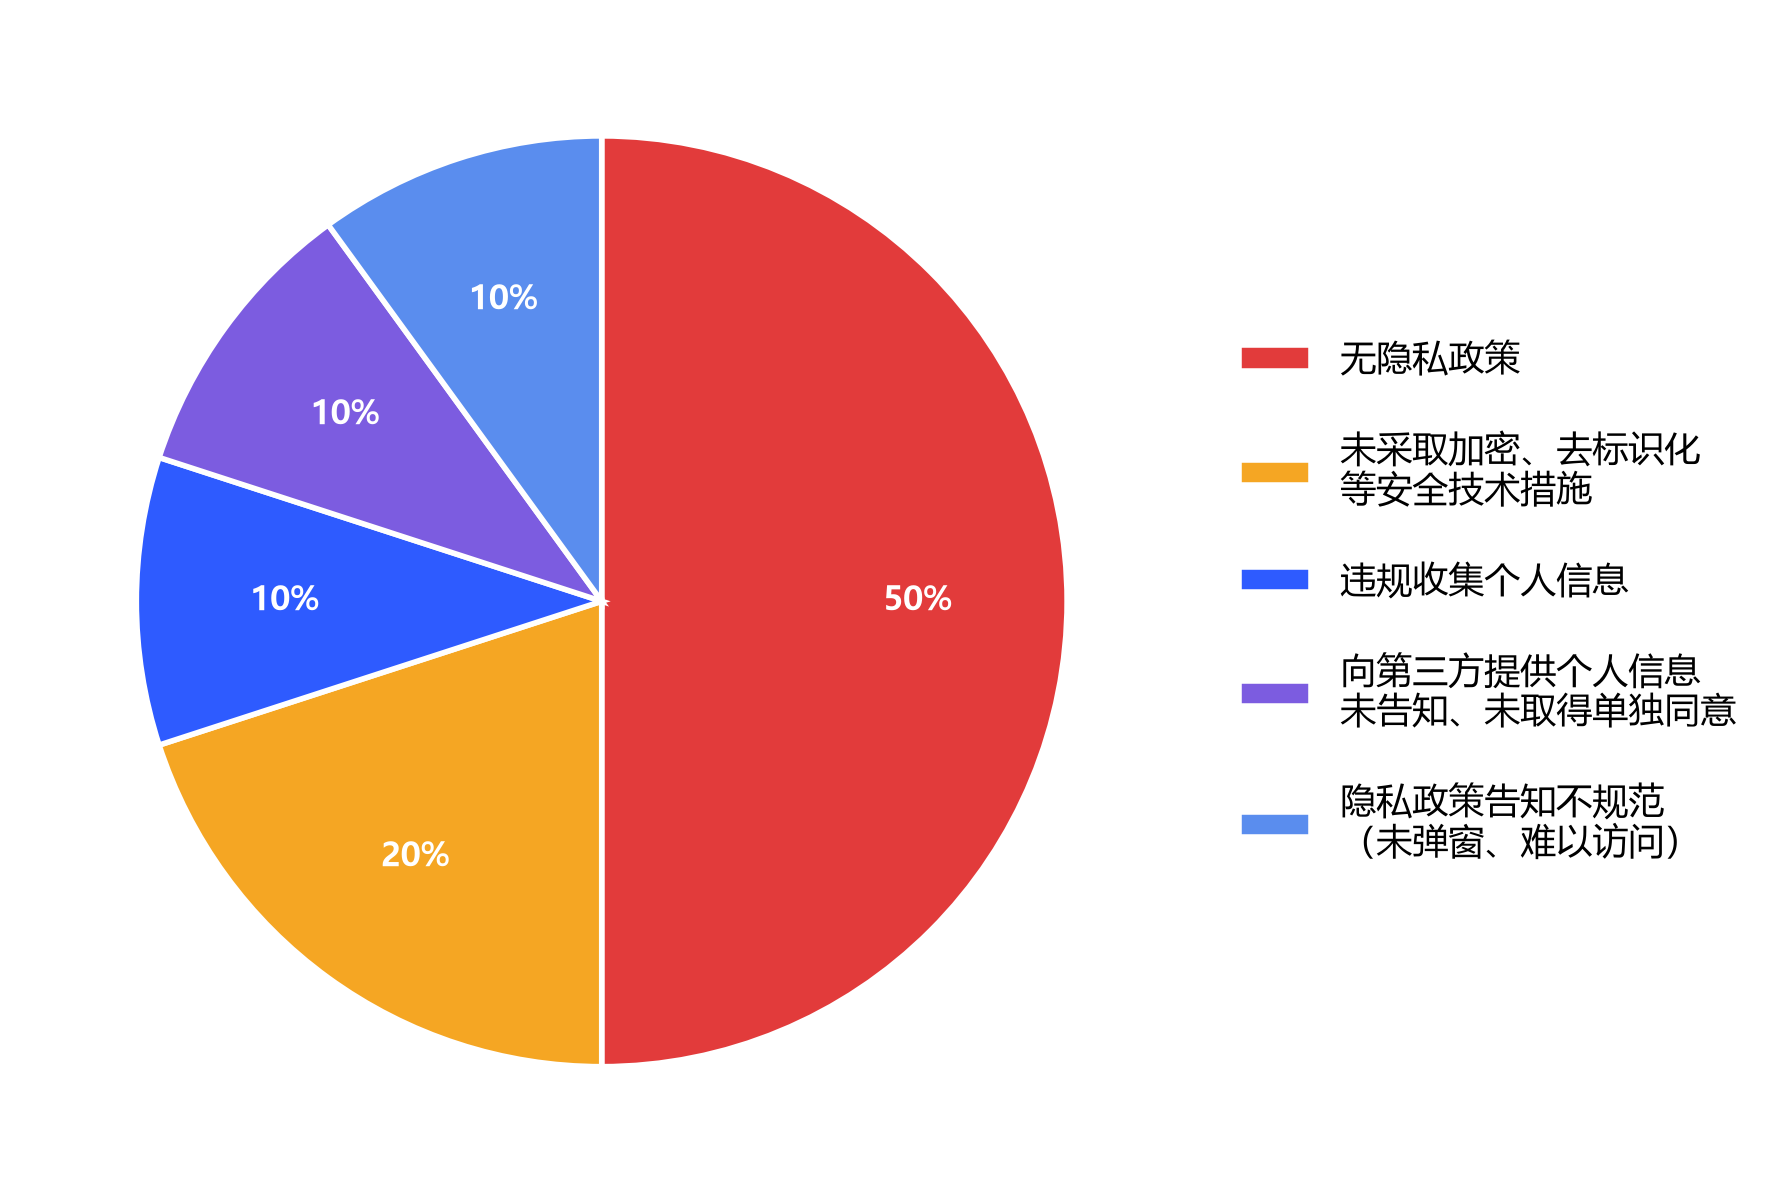 10%
10%
10%
50%
20%
无隐私政策
未采取加密、去标识化
等安全技术措施
违规收集个人信息
向第三方提供个人信息
未告知、未取得单独同意
隐私政策告知不规范
（未弹窗、难以访问）